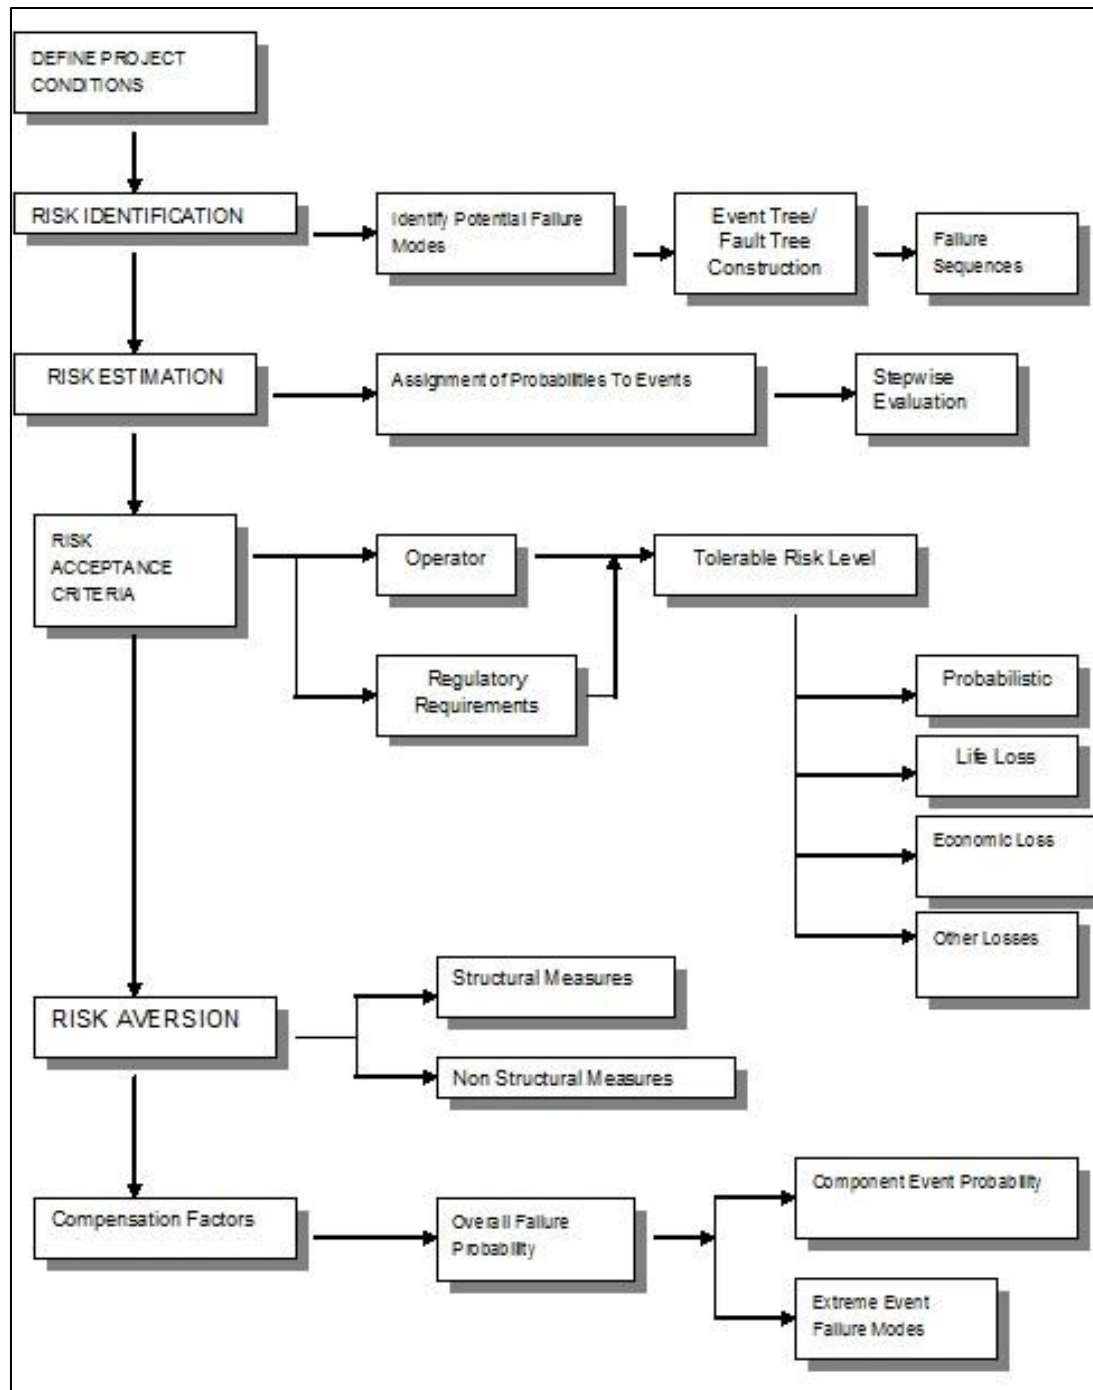 DEFINE PROJECT
CONDITIONS
RISK IDENTIFICATION
Identify Potential Failure
Modes
Event Tree/
Fault Tree
Construction
Failure
Sequences
RISK ESTIMATION
Assignment of Probabilities To Events
Stepwise
Evaluation
RISK
ACCEPTANCE
CRITERIA
Operator
Tolerable Risk Level
Regulatory
Requirements
Probabilistic
Life Loss
Economic Loss
Other Losses
Structural Measures
RISK AVERSION
Non Structural Measures
Component Event Probability
Compensation Factors
Overall Failure
Probability
Extreme Event
Failure Modes